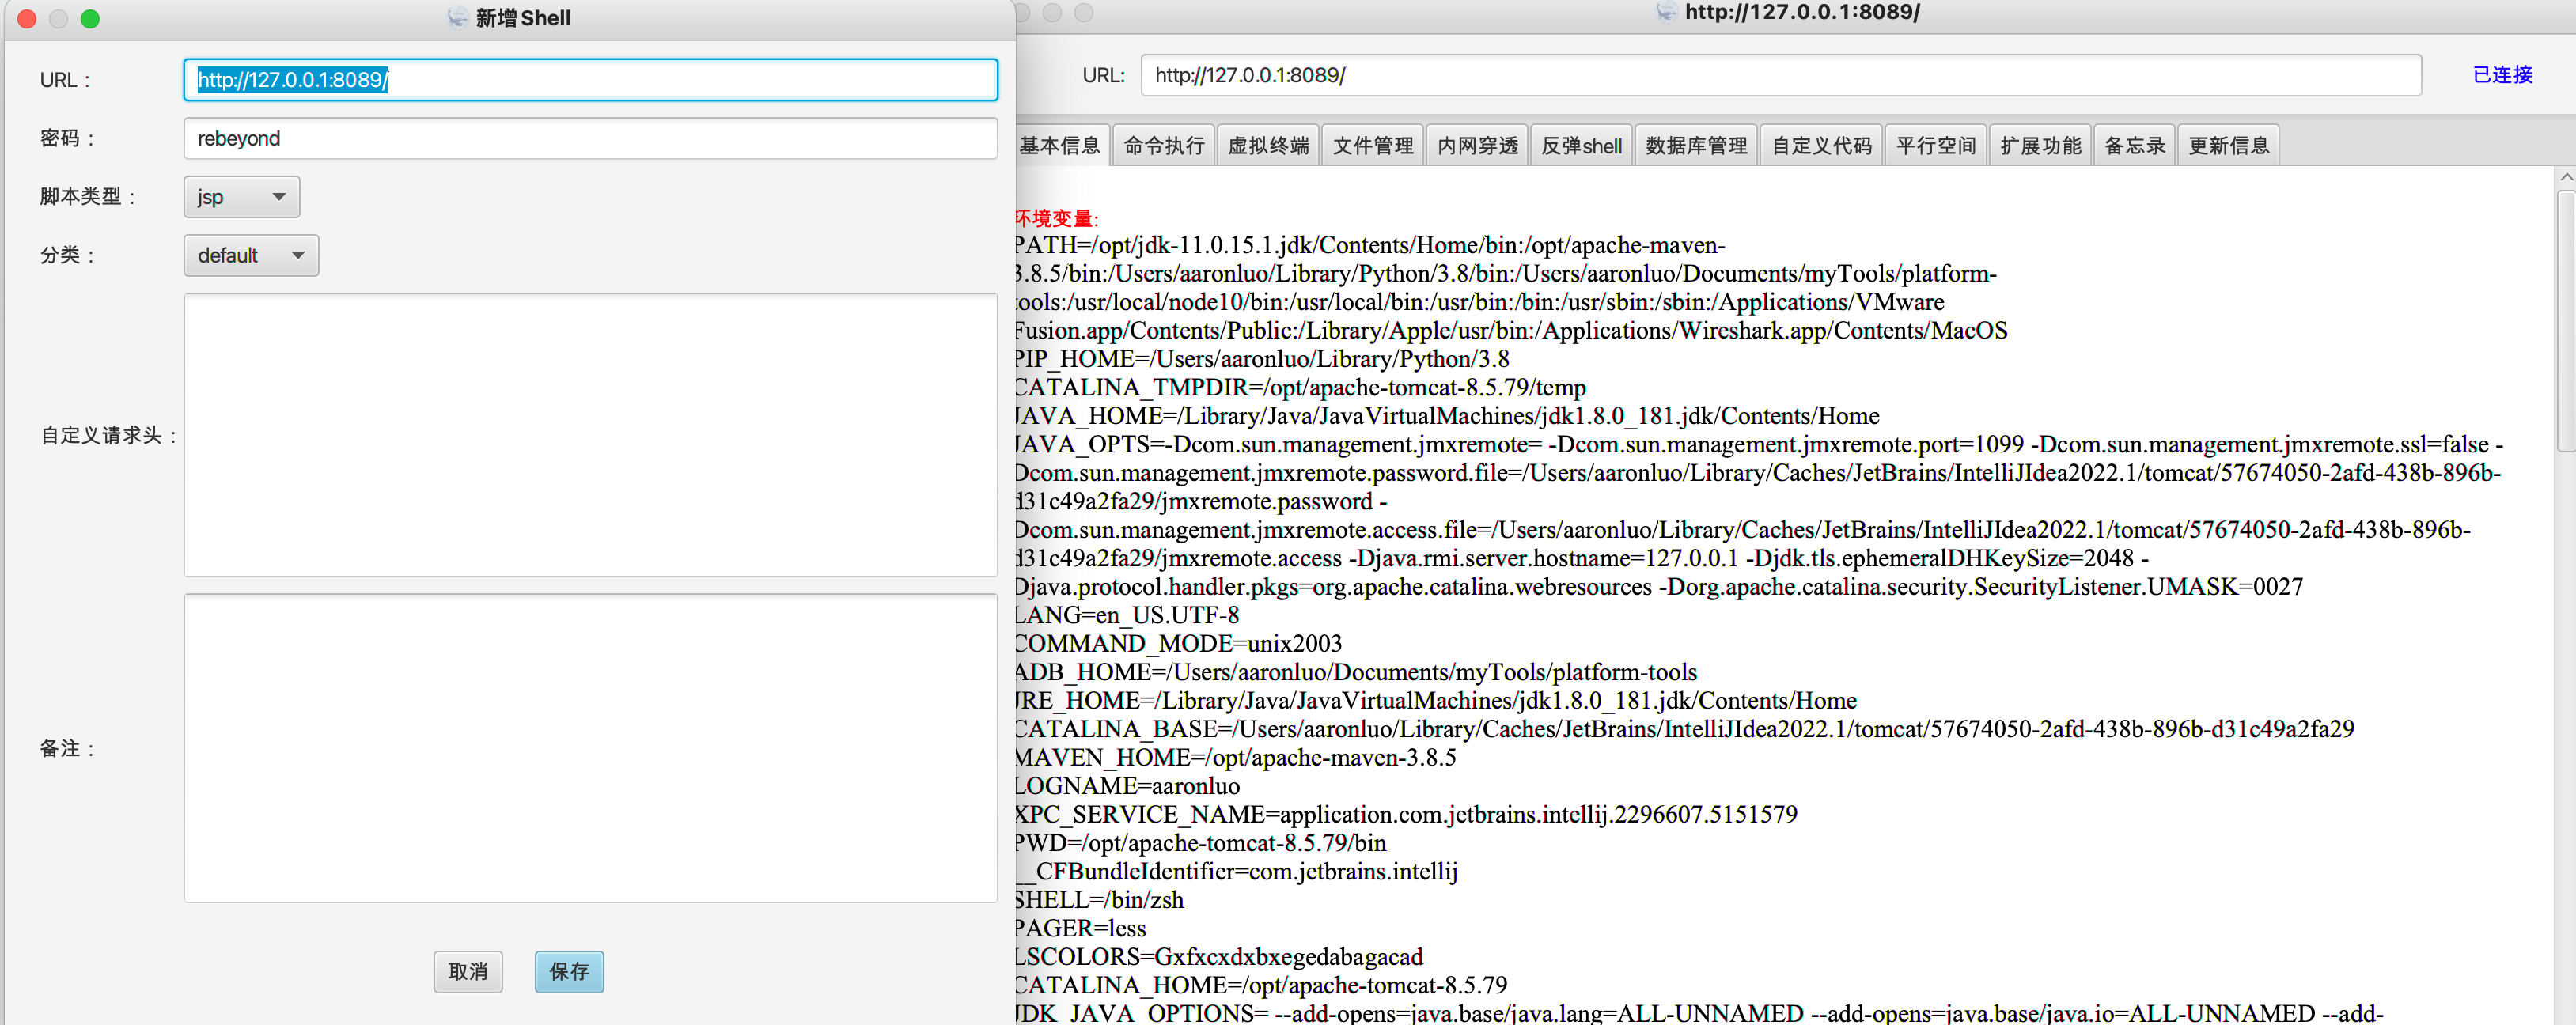 新增Shell
URL：
http://127.0.0.1:8089/
密码：
rebeyond
脚本类型：
jsp
分类：
default
自定义请求头：
备注：
取消
保存
http://127.0.0.1:8089/
URL:
http://127.0.0.1:8089/
已连接
基本信息
命令执行
虚拟终端
文件管理
内网穿透
反弹shell
数据库管理
自定义代码
平行空间
扩展功能
备忘录
更新信息
环境变量:
PATH=/opt/jdk-11.0.15.1.jdk/Contents/Home/bin:/opt/apache-maven-
3.8.5/bin:/Users/aaronluo/Library/Python/3.8/bin:/Users/aaronluo/Documents/myTools/platform-
tools:/usr/local/node10/bin:/usr/local/bin:/usr/bin:/bin:/usr/sbin:/sbin:/Applications/VMware
Fusion.app/Contents/Public:/Library/Apple/usr/bin:/Applications/Wireshark.app/Contents/MacOS
PIP_HOME=/Users/aaronluo/Library/Python/3.8
CATALINA_TMPDIR=/opt/apache-tomcat-8.5.79/temp
JAVA_HOME=/Library/Java/JavaVirtualMachines/jdk1.8.0_181.jdk/Contents/Home
JAVA_OPTS=-Dcom.sun.management.jmxremote= -Dcom.sun.management.jmxremote.port=1099 -Dcom.sun.management.jmxremote.ssl=false -
Dcom.sun.management.jmxremote.password.file=/Users/aaronluo/Library/Caches/JetBrains/IntelliJIdea2022.1/tomcat/57674050-2afd-438b-896b-
d31c49a2fa29/jmxremote.password -
Dcom.sun.management.jmxremote.access.file=/Users/aaronluo/Library/Caches/JetBrains/IntelliJIdea2022.1/tomcat/57674050-2afd-438b-896b-
d31c49a2fa29/jmxremote.access -Djava.rmi.server.hostname=127.0.0.1 -Djdk.tls.ephemeralDHKeySize=2048 -
Djava.protocol.handler.pkgs=org.apache.catalina.webresources -Dorg.apache.catalina.security.SecurityListener.UMASK=0027
LANG=en_US.UTF-8
COMMAND_MODE=unix2003
ADB_HOME=/Users/aaronluo/Documents/myTools/platform-tools
JRE_HOME=/Library/Java/JavaVirtualMachines/jdk1.8.0_181.jdk/Contents/Home
CATALINA_BASE=/Users/aaronluo/Library/Caches/JetBrains/IntelliJIdea2022.1/tomcat/57674050-2afd-438b-896b-d31c49a2fa29
MAVEN_HOME=/opt/apache-maven-3.8.5
LOGNAME=aaronluo
XPC_SERVICE_NAME=application.com.jetbrains.intellij.2296607.5151579
PWD=/opt/apache-tomcat-8.5.79/bin
__CFBundleIdentifier=com.jetbrains.intellij
SHELL=/bin/zsh
PAGER=less
LSCOLORS=Gxfxcxdxbxegedabagacad
CATALINA_HOME=/opt/apache-tomcat-8.5.79
JDK_JAVA_OPTIONS= --add-opens=java.base/java.lang=ALL-UNNAMED --add-opens=java.base/java.io=ALL-UNNAMED --add-